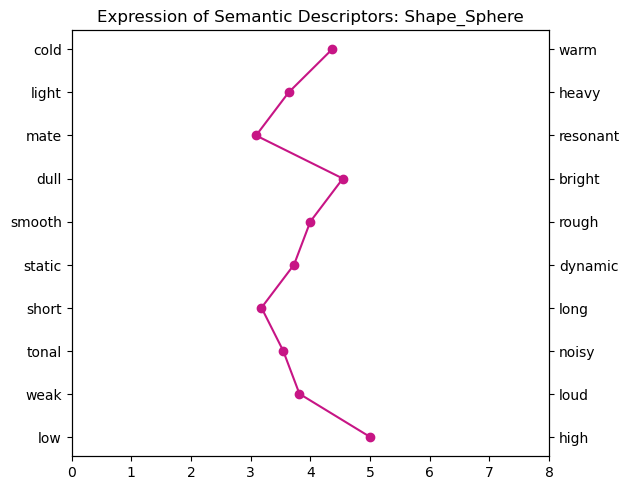 Expression of Semantic Descriptors: Shape_Sphere
cold warm
light heavy
mate resonant
dull bright
smooth rough
static dynamic
short long
tonal noisy
weak loud
low high
0 1 2 3 4 5 6 7 8